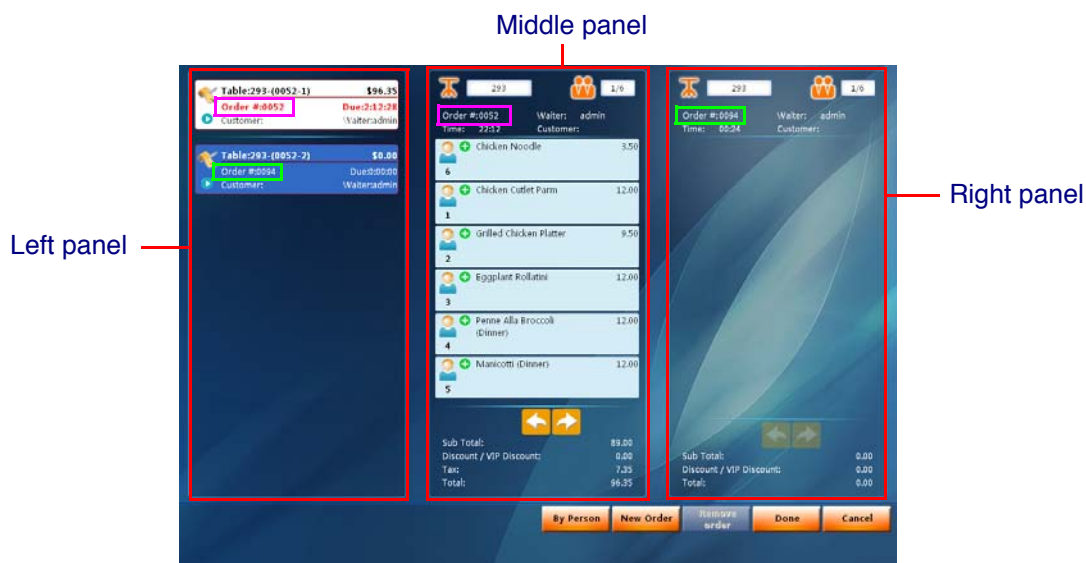 Middle panel
Left panel
Right panel
Table:293-(0052-1) $96.35
Order #:0052 Due:2:12:28
Customer: Waiter:admin
Table:293-(0052-2) $0.00
Order #:0094 Due:0:00:00
Customer: Waiter:admin
293 1/6
Order #:0052 Waiter: admin
Time: 22:12 Customer:
Chicken Noodle 3.50
6
Chicken Cutlet Parm 12.00
1
Grilled Chicken Platter 9.50
2
Eggplant Rollatini 12.00
3
Penne Alla Broccoli 12.00
(Dinner)
4
Manicotti (Dinner) 12.00
5
Sub Total: 89.00
Discount / VIP Discount: 0.00
Tax: 7.35
Total: 96.35
293 1/6
Order #:0094 Waiter: admin
Time: 00:24 Customer:
Sub Total: 0.00
Discount / VIP Discount: 0.00
Total: 0.00
By Person New Order Remove order Done Cancel